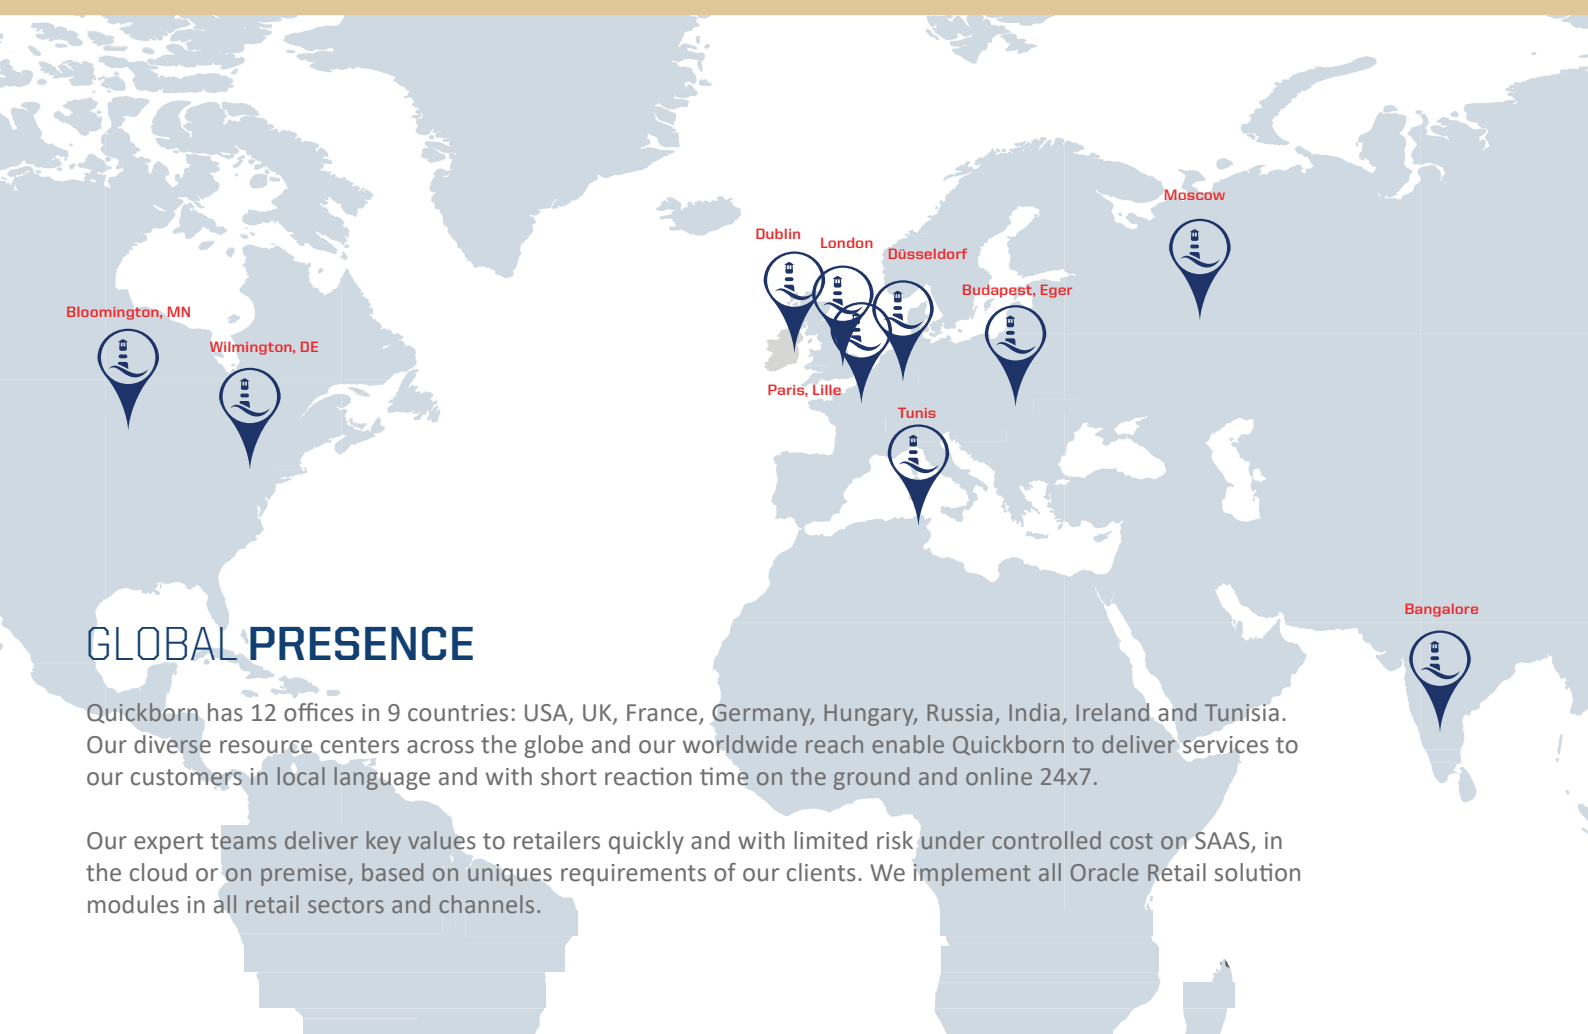 Moscow
Dublin
London
Düsseldorf
Budapest, Eger
Bloomington, MN
Wilmington, DE
Paris, Lille
Tunis
Bangalore
GLOBAL PRESENCE
Quickborn has 12 offices in 9 countries: USA, UK, France, Germany, Hungary, Russia, India, Ireland and Tunisia.
Our diverse resource centers across the globe and our worldwide reach enable Quickborn to deliver services to
our customers in local language and with short reaction time on the ground and online 24x7.
Our expert teams deliver key values to retailers quickly and with limited risk under controlled cost on SAAS, in
the cloud or on premise, based on uniques requirements of our clients. We implement all Oracle Retail solution
modules in all retail sectors and channels.